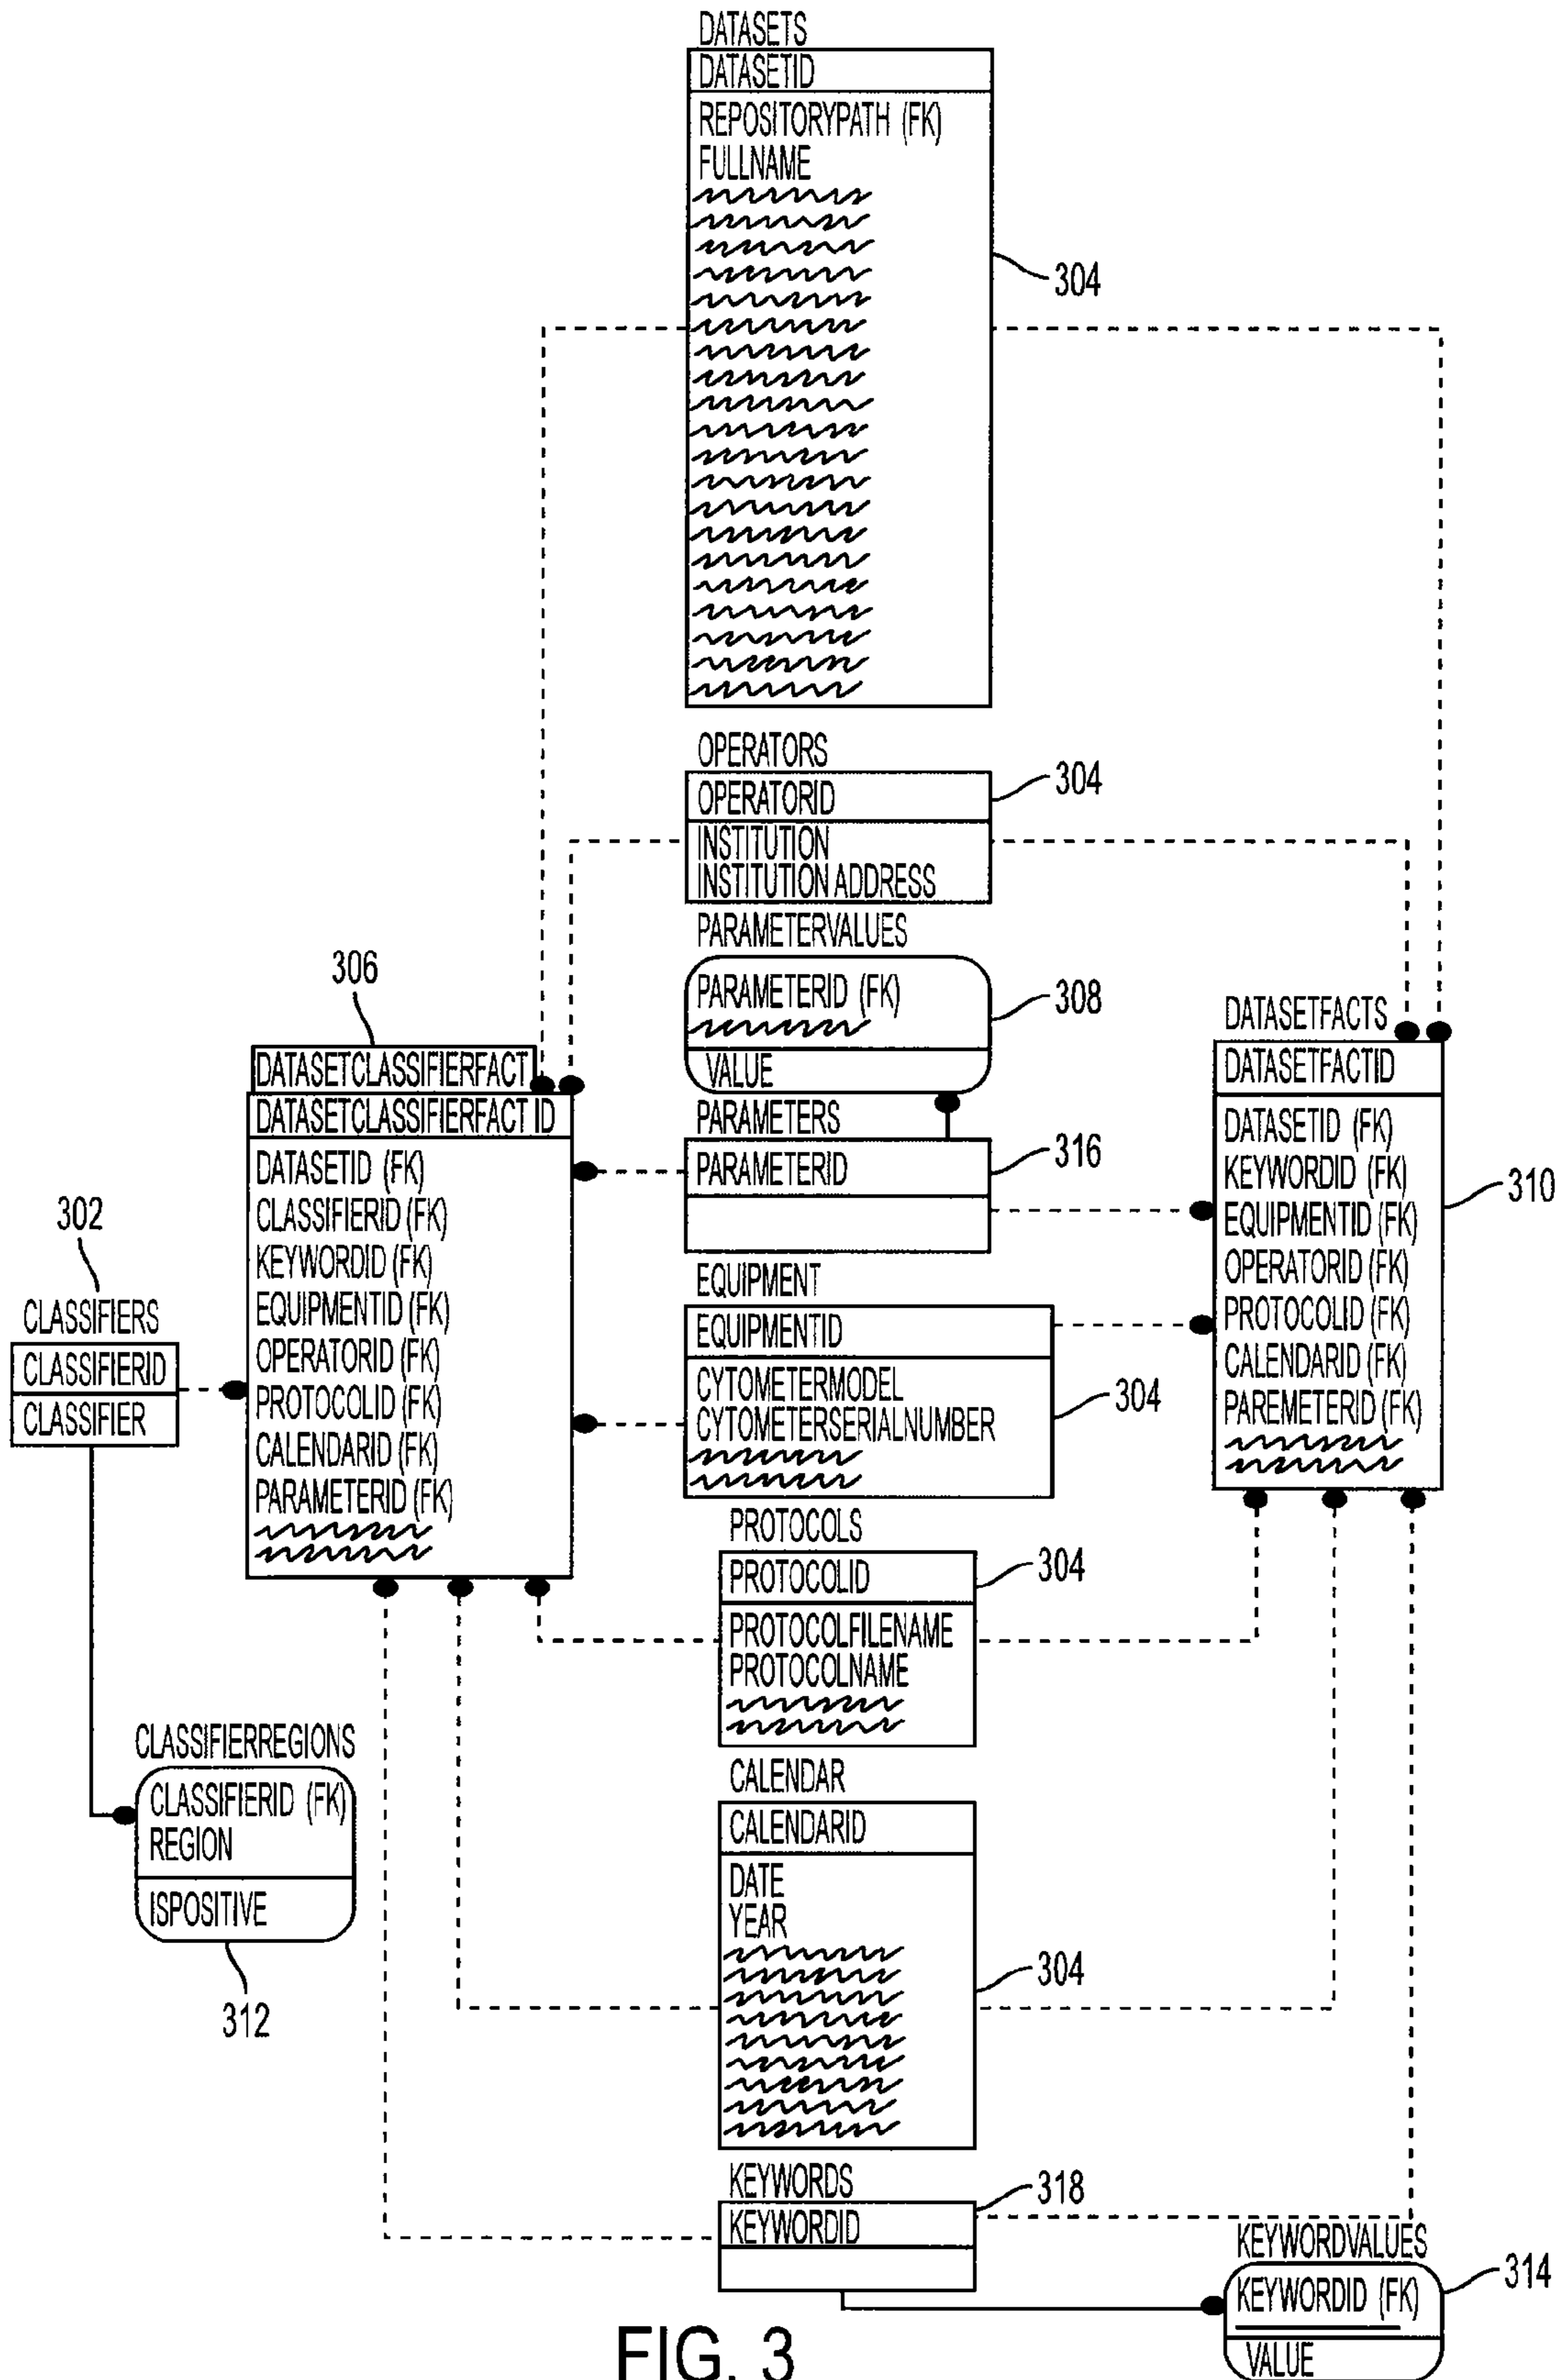 DATASETS
DATASETID
REPOSITORYPATH (FK)
FULLNAME
304
OPERATORS
OPERATORID
304
INSTITUTION
INSTITUTION ADDRESS
PARAMETERVALUES
PARAMETERID (FK)
308
VALUE
PARAMETERS
PARAMETERID
316
EQUIPMENT
EQUIPMENTID
CYTOMETERMODEL
CYTOMETERSERIALNUMBER
304
PROTOCOLS
PROTOCOLID
304
PROTOCOLFILENAME
PROTOCOLNAME
CALENDAR
CALENDARID
DATE
YEAR
304
KEYWORDS
318
KEYWORDID
306
DATASETCLASSIFIERFACT
DATASETCLASSIFIERFACT ID
DATASETID (FK)
CLASSIFIERID (FK)
KEYWORDID (FK)
EQUIPMENTID (FK)
OPERATORID (FK)
PROTOCOLID (FK)
CALENDARID (FK)
PARAMETERID (FK)
302
CLASSIFIERS
CLASSIFIERID
CLASSIFIER
CLASSIFIERREGIONS
CLASSIFIERID (FK)
REGION
ISPOSITIVE
312
DATASETFACTS
DATASETFACTID
DATASETID (FK)
KEYWORDID (FK)
310
EQUIPMENTID (FK)
OPERATORID (FK)
PROTOCOLID (FK)
CALENDARID (FK)
PAREMETERID (FK)
KEYWORDVALUES
KEYWORDID (FK)
314
VALUE
FIG. 3